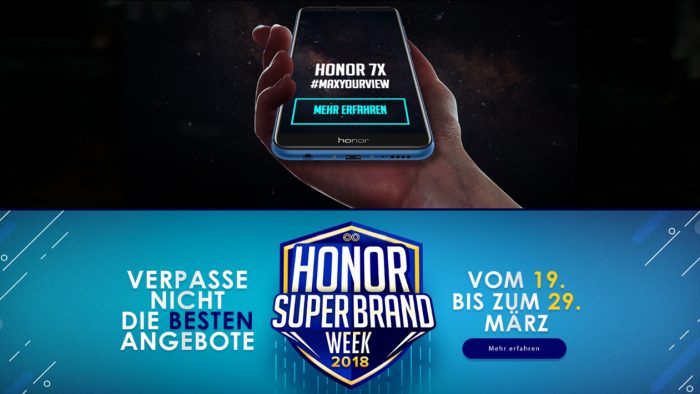 HONOR 7X
#MAXYOURVIEW
MEHR ERFAHREN
honor
VERPASSE
NICHT
DIE BESTEN
ANGEBOTE
HONOR
SUPER BRAND
WEEK
2018
VOM 19.
BIS ZUM 29.
MÄRZ
Mehr erfahren